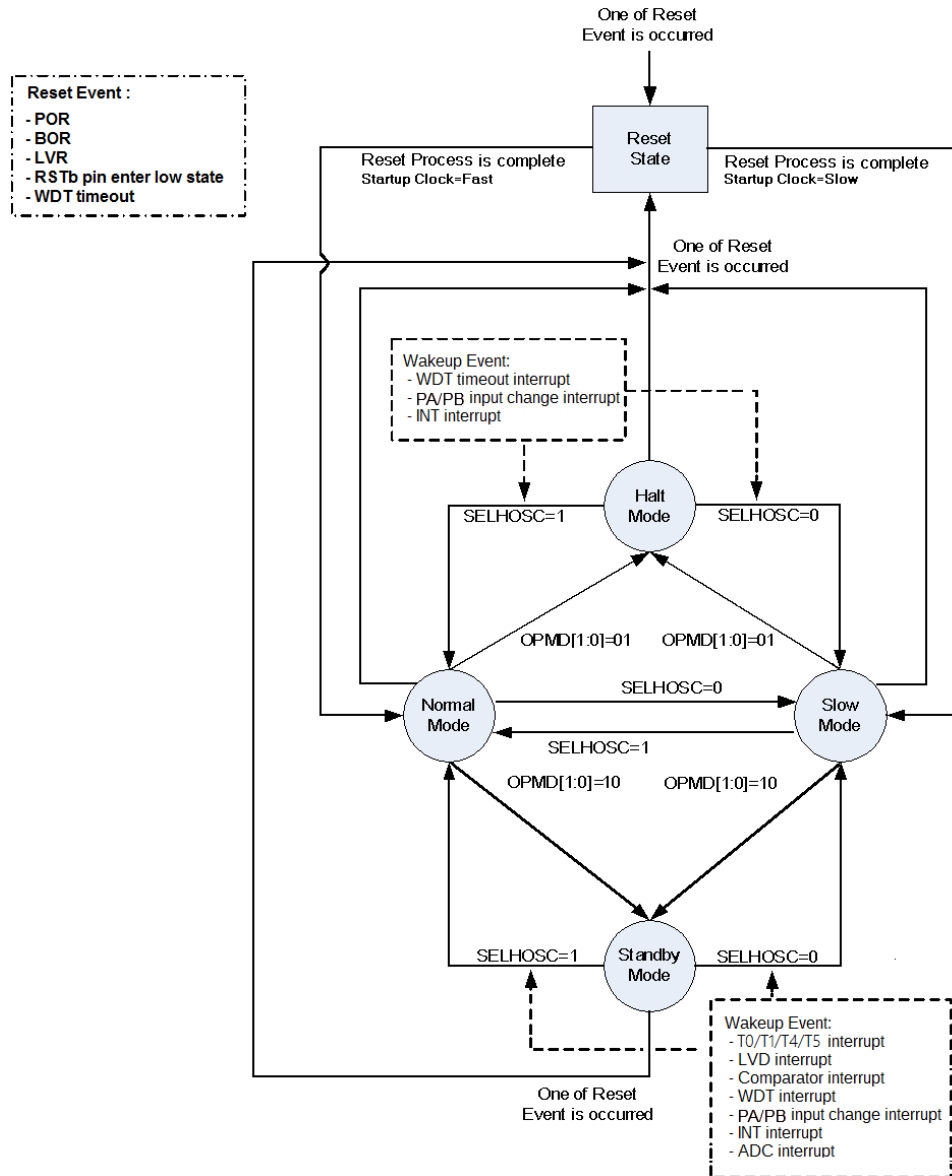 One of Reset
Event is occurred
Reset Event :
- POR
- BOR
- LVR
- RSTb pin enter low state
- WDT timeout
Reset
State
Reset Process is complete
Startup Clock=Fast
Reset Process is complete
Startup Clock=Slow
One of Reset
Event is occurred
Wakeup Event:
- WDT timeout interrupt
- PA/PB input change interrupt
- INT interrupt
Halt
Mode
SELHOSC=1
SELHOSC=0
OPMD[1:0]=01
OPMD[1:0]=01
Normal
Mode
SELHOSC=0
Slow
Mode
SELHOSC=1
OPMD[1:0]=10
OPMD[1:0]=10
SELHOSC=1
Standby
Mode
SELHOSC=0
Wakeup Event:
- T0/T1/T4/T5 interrupt
- LVD interrupt
- Comparator interrupt
- WDT interrupt
- PA/PB input change interrupt
- INT interrupt
- ADC interrupt
One of Reset
Event is occurred